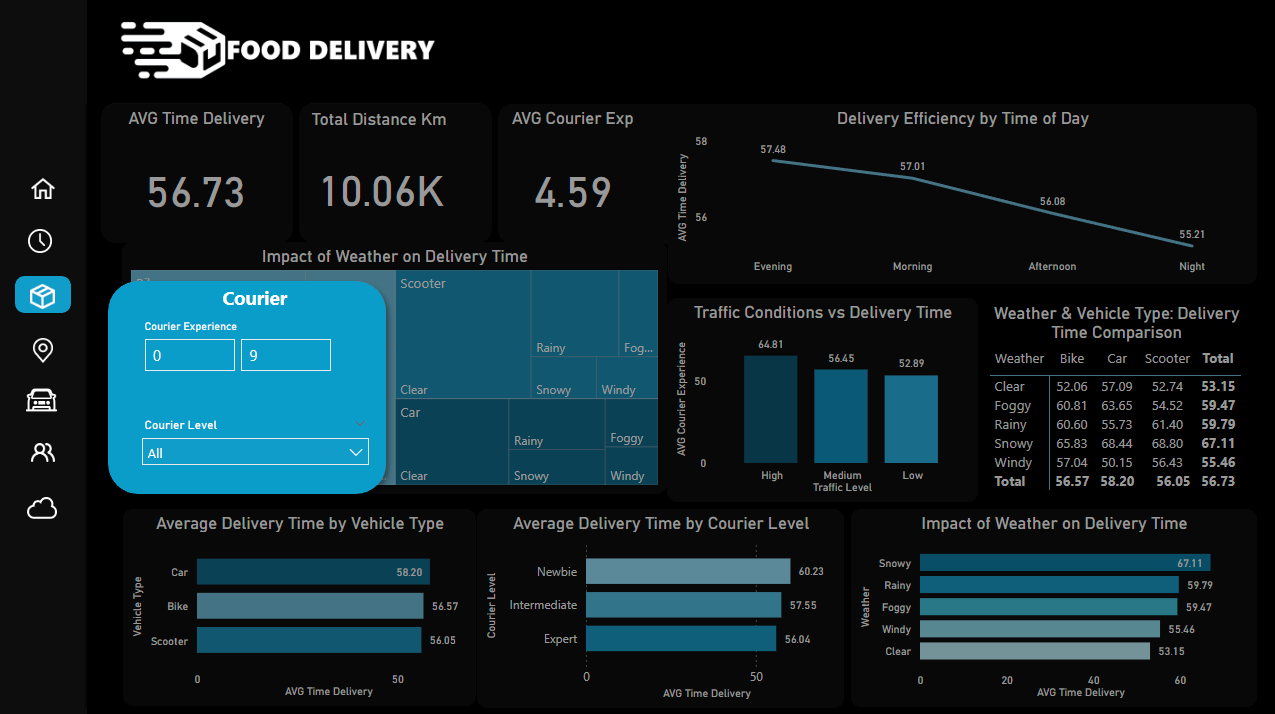 FOOD DELIVERY
AVG Time Delivery
56.73
Total Distance Km
10.06K
AVG Courier Exp
4.59
Delivery Efficiency by Time of Day
AVG Time Delivery
58
56
57.48
57.01
56.08
55.21
Evening
Morning
Afternoon
Night
Impact of Weather on Delivery Time
Bike
Scooter
Clear
Rainy
Fog...
Snowy
Windy
Car
Clear
Rainy
Foggy
Snowy
Windy
Courier
Courier Experience
0
9
Courier Level
All
Traffic Conditions vs Delivery Time
AVG Courier Experience
50
0
64.81
56.45
52.89
High
Medium
Low
Traffic Level
Weather & Vehicle Type: Delivery
Time Comparison
Weather Bike Car Scooter Total
Clear 52.06 57.09 52.74 53.15
Foggy 60.81 63.65 54.52 59.47
Rainy 60.60 55.73 61.40 59.79
Snowy 65.83 68.44 68.80 67.11
Windy 57.04 50.15 56.43 55.46
Total 56.57 58.20 56.05 56.73
Average Delivery Time by Vehicle Type
Vehicle Type
Car 58.20
Bike 56.57
Scooter 56.05
0 50
AVG Time Delivery
Average Delivery Time by Courier Level
Courier Level
Newbie 60.23
Intermediate 57.55
Expert 56.04
0 50
AVG Time Delivery
Impact of Weather on Delivery Time
Weather
Snowy 67.11
Rainy 59.79
Foggy 59.47
Windy 55.46
Clear 53.15
0 20 40 60
AVG Time Delivery